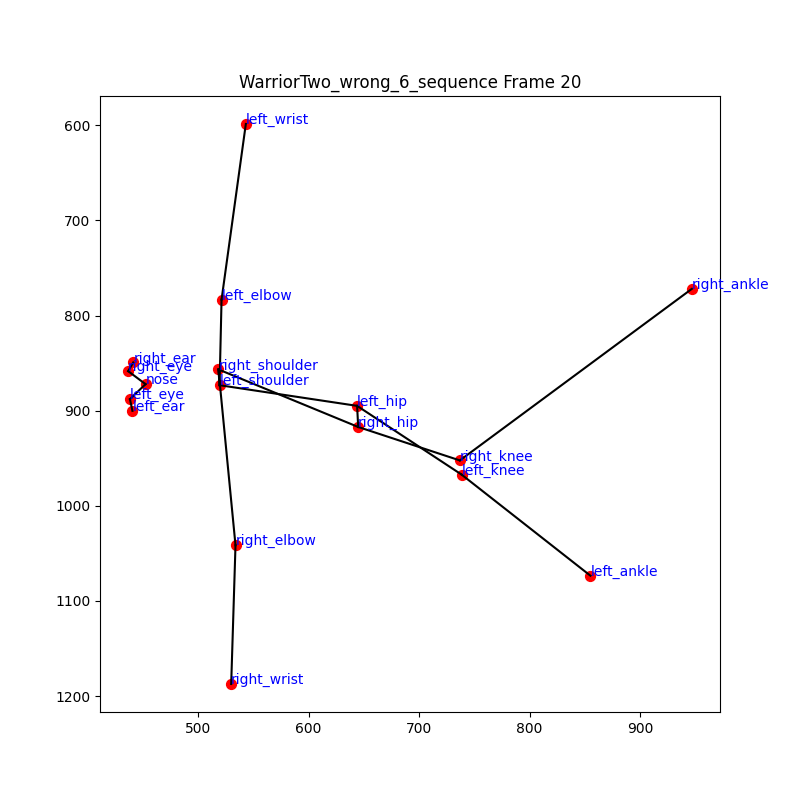 WarriorTwo_wrong_6_sequence Frame 20
600
left_wrist
700
right_ankle
800
left_elbow
right_ear
right_eye
right_shoulder
nose
left_shoulder
left_eye
left_hip
900
left_ear
right_hip
right_knee
left_knee
1000
right_elbow
left_ankle
1100
right_wrist
1200
500
600
700
800
900